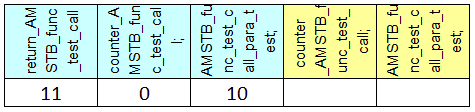 return_AM
STB_func
_test_call
counter_A
MSTB_fun
c_test_cal
l;
AMSTB_fu
nc_test_c
all_para_t
est;
counter
_AMSTB_f
unc_test_
call;
AMSTB_fu
nc_test_c
all_para_t
est;
11
0
10